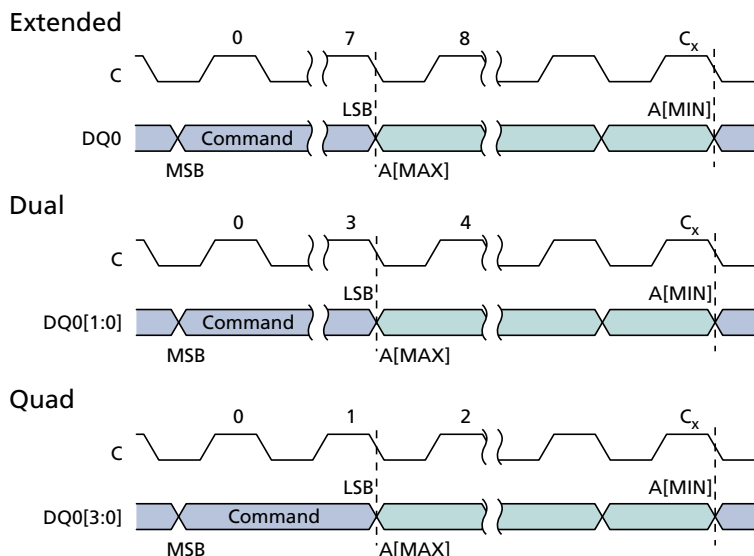 Extended
0 7 8 Cx
C
LSB A[MIN]
DQ0 Command
MSB A[MAX]
Dual
0 3 4 Cx
C
LSB A[MIN]
DQ0[1:0] Command
MSB A[MAX]
Quad
0 1 2 Cx
C
LSB A[MIN]
DQ0[3:0] Command
MSB A[MAX]